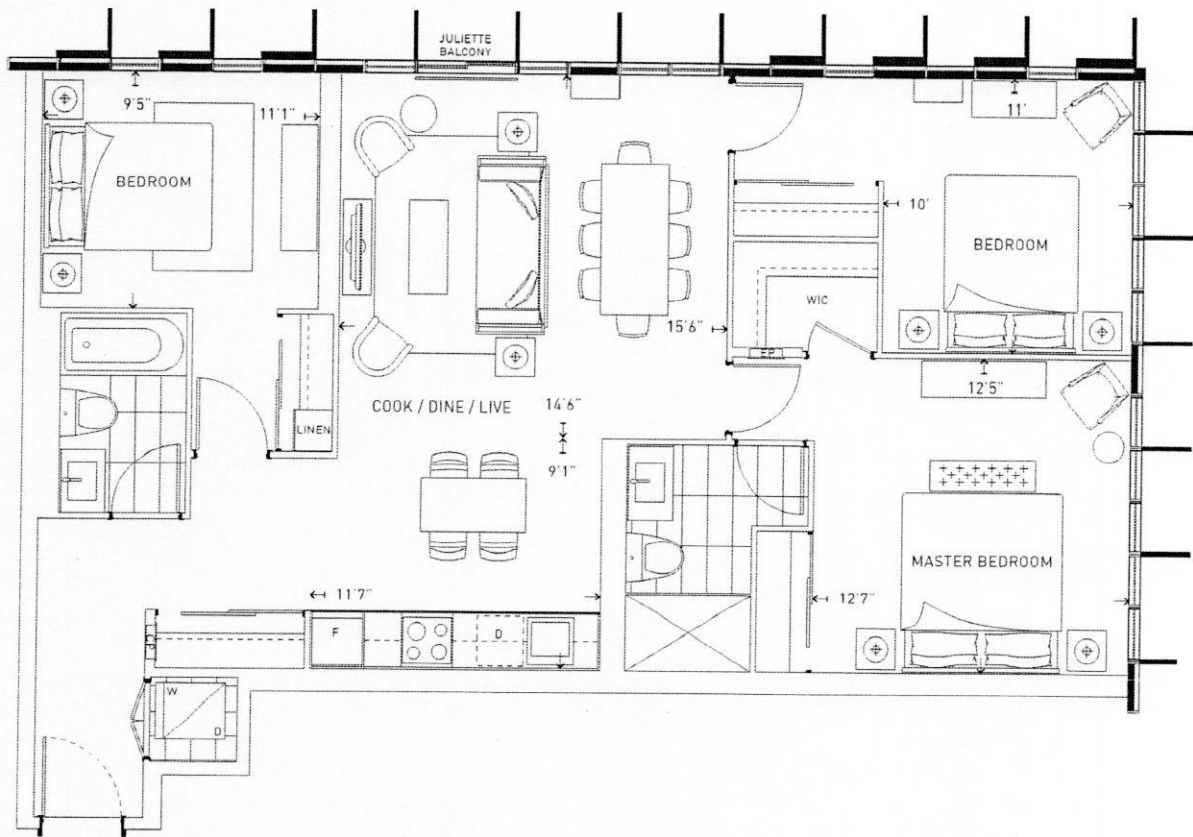 JULIETTE
BALCONY
9'5"
11'1"
11'
BEDROOM
10'
BEDROOM
WIC
15'6"
EP
12'5"
COOK / DINE / LIVE
14'6"
LINEN
9'1"
MASTER BEDROOM
11'7"
12'7"
F
D
W
D